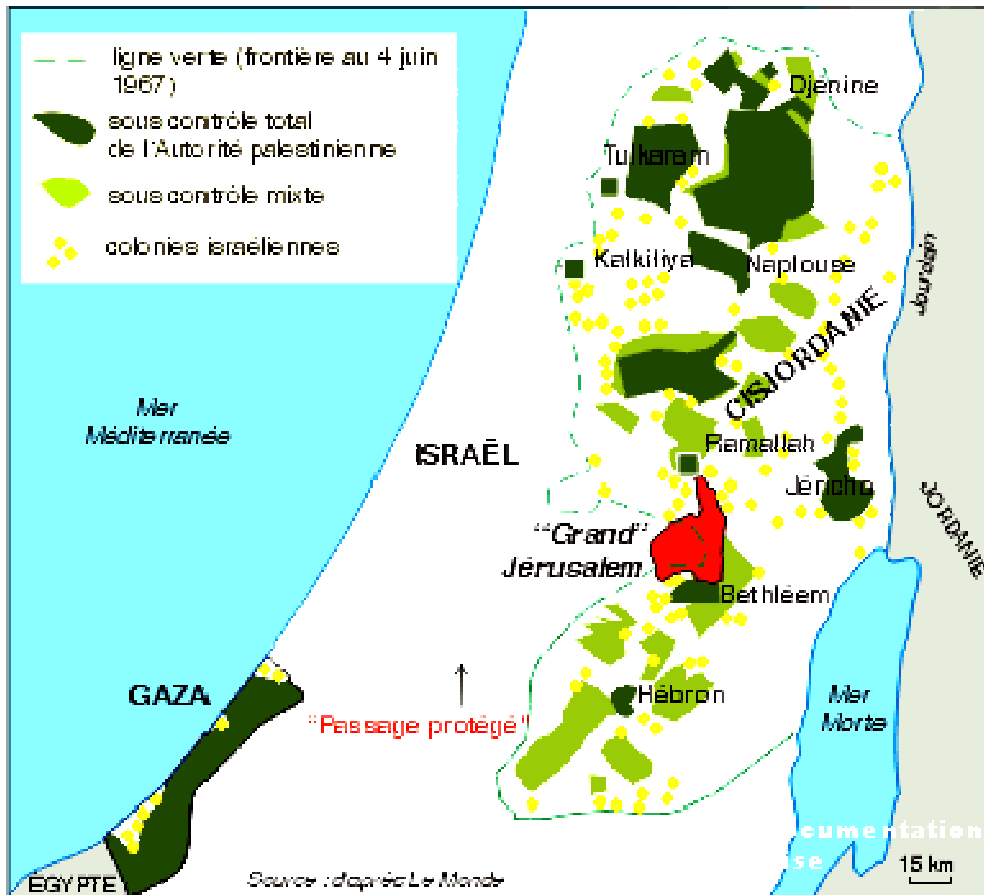 ligne verte (frontière au 4 juin
1967)
sous contrôle total
de l'Autorité palestinienne
sous contrôle mixte
colonies israéliennes
Djenine
Tulkaram
Kalkiliya
Naplouse
Jourdain
CISJORDANIE
Mer
Méditerranée
ISRAËL
Ramallah
Jéricho
JORDANIE
"Grand"
Jérusalem
Bethléem
GAZA
"Passage protégé"
Hébron
Mer
Morte
EGYPTE
Source : d'après Le Monde
15 km